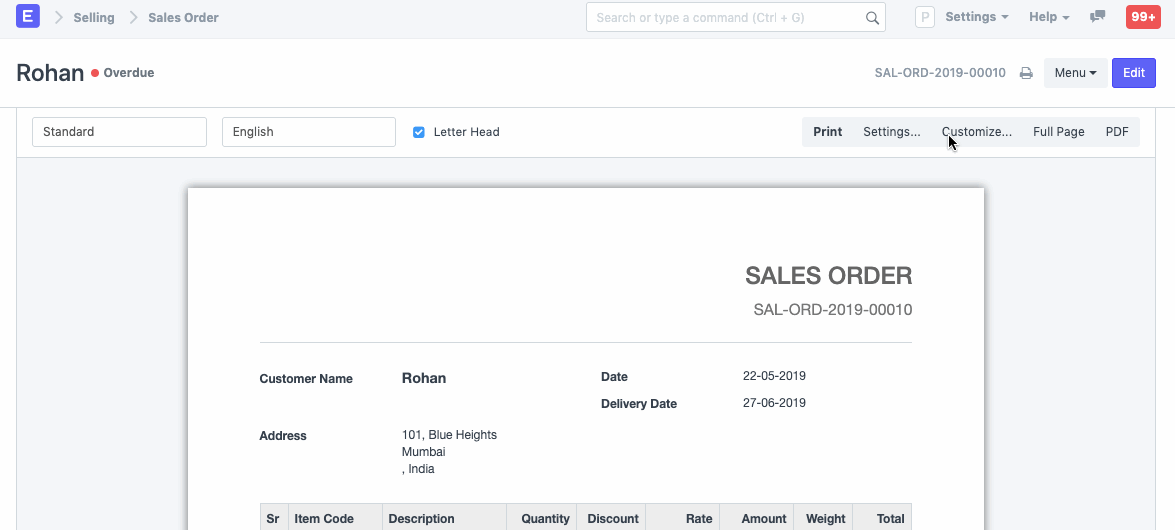 E Selling Sales Order Search or type a command (Ctrl + G) P Settings Help 99+
Rohan Overdue SAL-ORD-2019-00010 Menu Edit
Standard English Letter Head Print Settings... Customize... Full Page PDF
SALES ORDER
SAL-ORD-2019-00010
Customer Name Rohan Date 22-05-2019
Delivery Date 27-06-2019
Address 101, Blue Heights
Mumbai
, India
Sr Item Code Description Quantity Discount Rate Amount Weight Total